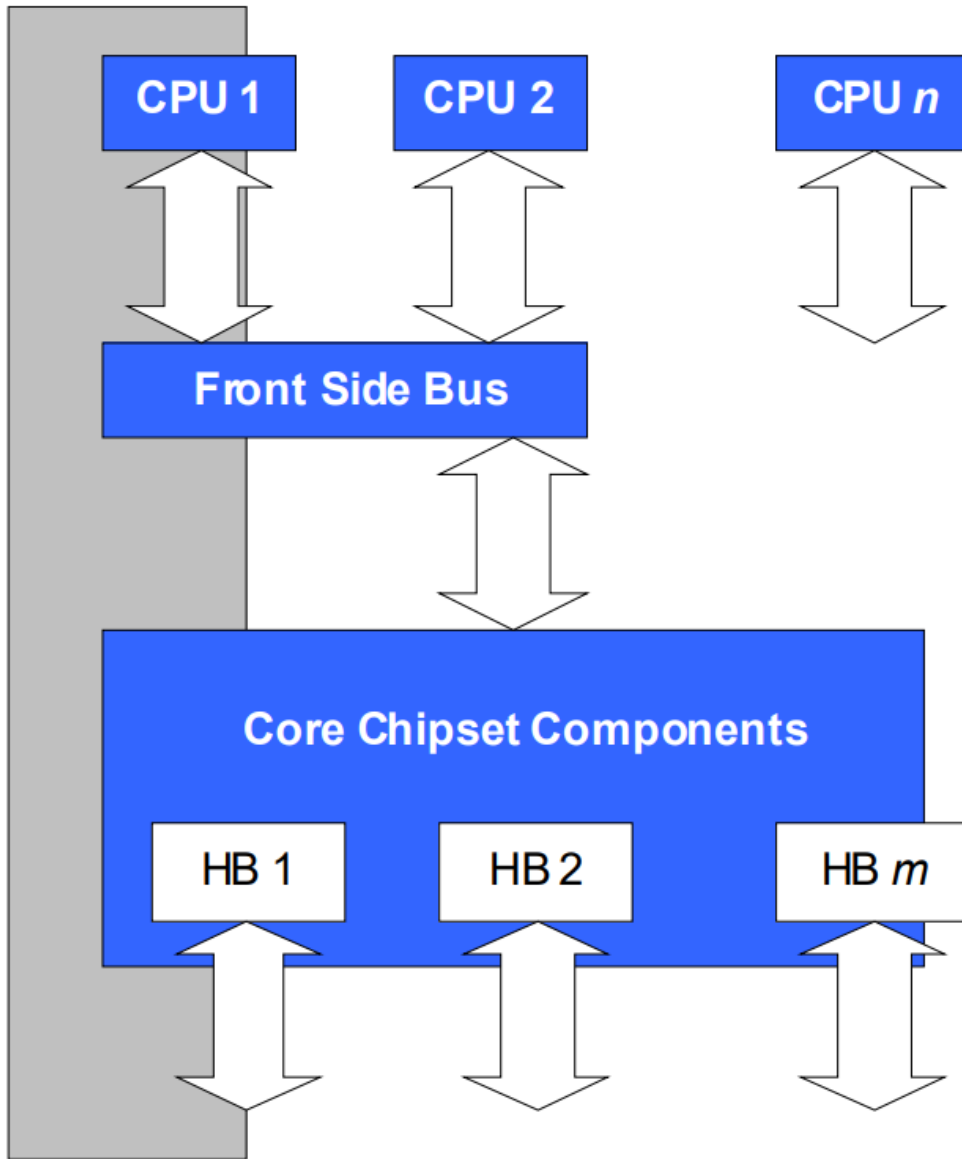 CPU 1
CPU 2
CPU n
Front Side Bus
Core Chipset Components
HB 1
HB 2
HB m